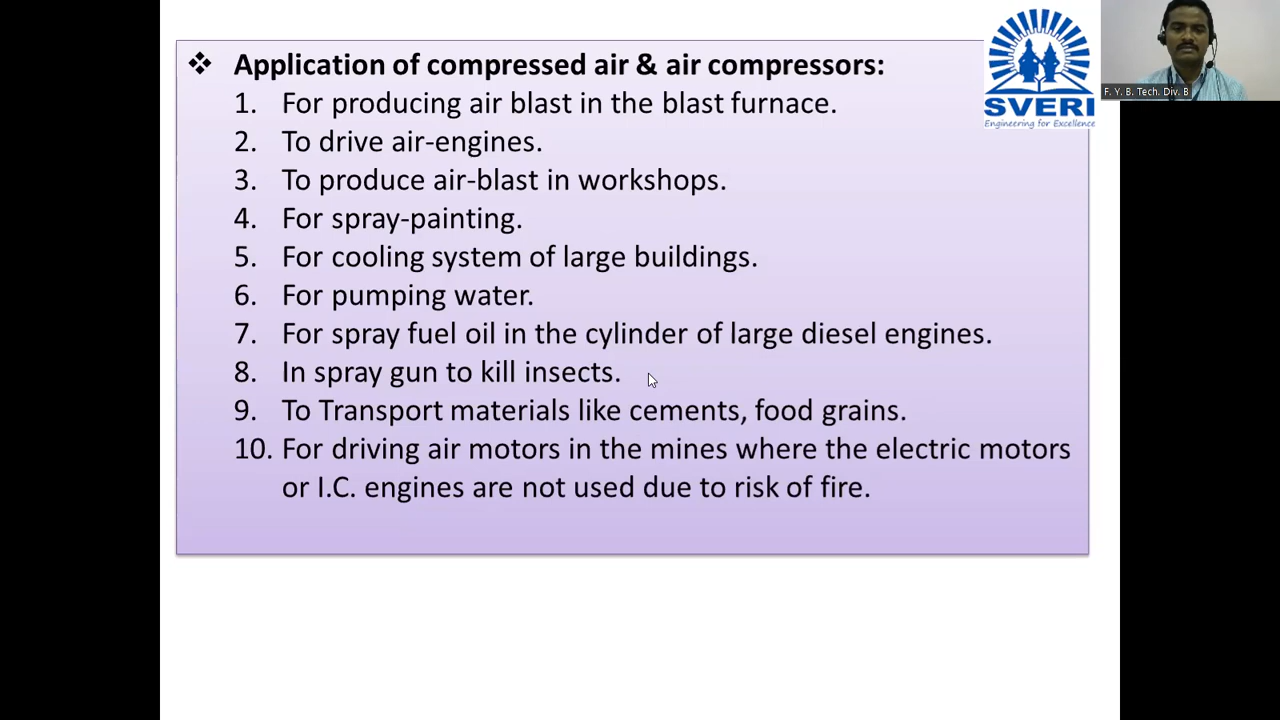 ❖ Application of compressed air & air compressors:
1. For producing air blast in the blast furnace.
2. To drive air-engines.
3. To produce air-blast in workshops.
4. For spray-painting.
5. For cooling system of large buildings.
6. For pumping water.
7. For spray fuel oil in the cylinder of large diesel engines.
8. In spray gun to kill insects.
9. To Transport materials like cements, food grains.
10. For driving air motors in the mines where the electric motors
or I.C. engines are not used due to risk of fire.
SVERI
Engineering for Excellence
F. Y. B. Tech. Div. B